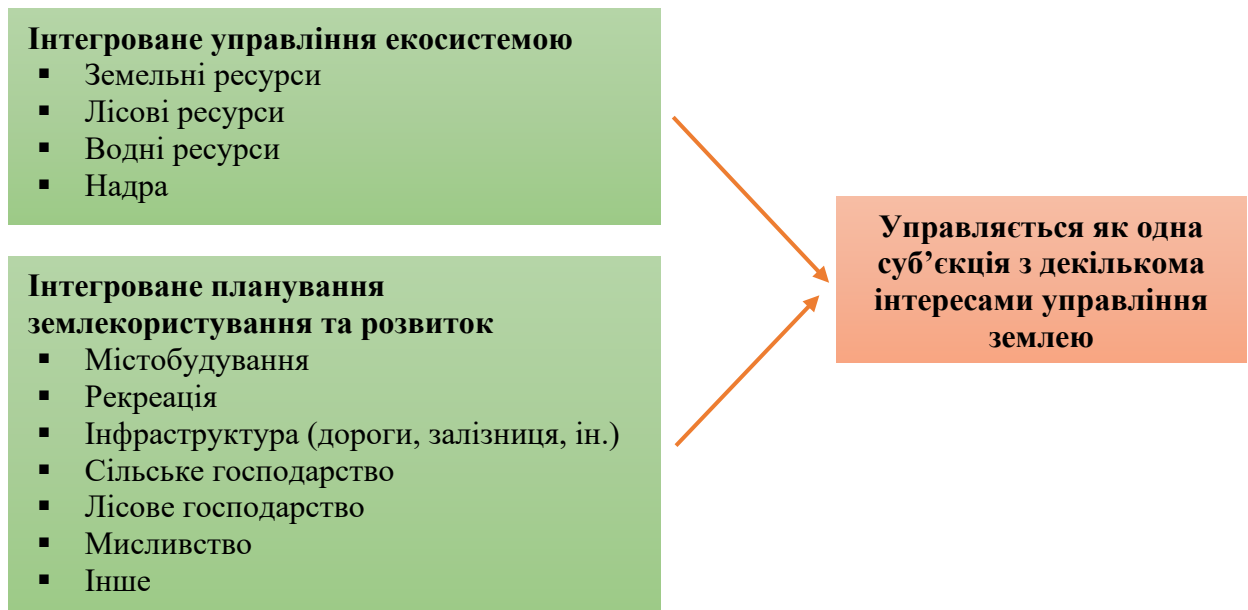 Інтегроване управління екосистемою
▪ Земельні ресурси
▪ Лісові ресурси
▪ Водні ресурси
▪ Надра
Інтегроване планування
землекористування та розвиток
▪ Містобудування
▪ Рекреація
▪ Інфраструктура (дороги, залізниця, ін.)
▪ Сільське господарство
▪ Лісове господарство
▪ Мисливство
▪ Інше
Управляється як одна
суб’єкція з декількома
інтересами управління
землею